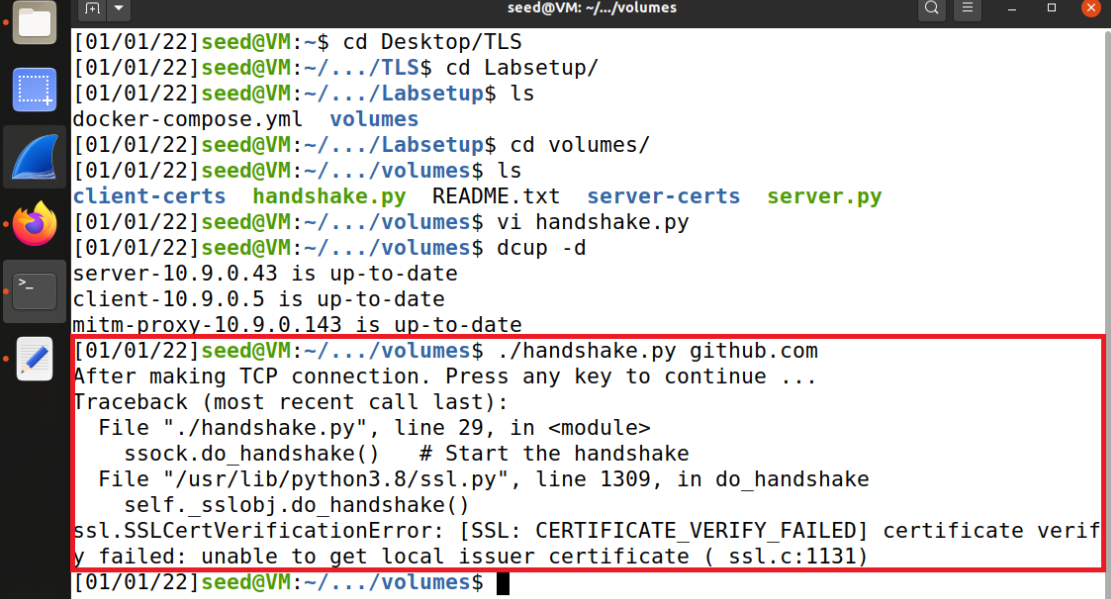 seed@VM: ~/.../volumes
[01/01/22]seed@VM:~$ cd Desktop/TLS
[01/01/22]seed@VM:~/.../TLS$ cd Labsetup/
[01/01/22]seed@VM:~/.../Labsetup$ ls
docker-compose.yml  volumes
[01/01/22]seed@VM:~/.../Labsetup$ cd volumes/
[01/01/22]seed@VM:~/.../volumes$ ls
client-certs  handshake.py  README.txt  server-certs  server.py
[01/01/22]seed@VM:~/.../volumes$ vi handshake.py
[01/01/22]seed@VM:~/.../volumes$ dcup -d
server-10.9.0.43 is up-to-date
client-10.9.0.5 is up-to-date
mitm-proxy-10.9.0.143 is up-to-date
[01/01/22]seed@VM:~/.../volumes$ ./handshake.py github.com
After making TCP connection. Press any key to continue ...
Traceback (most recent call last):
  File "./handshake.py", line 29, in <module>
    ssock.do_handshake()   # Start the handshake
  File "/usr/lib/python3.8/ssl.py", line 1309, in do_handshake
    self._sslobj.do_handshake()
ssl.SSLCertVerificationError: [SSL: CERTIFICATE_VERIFY_FAILED] certificate verif
y failed: unable to get local issuer certificate ( ssl.c:1131)
[01/01/22]seed@VM:~/.../volumes$